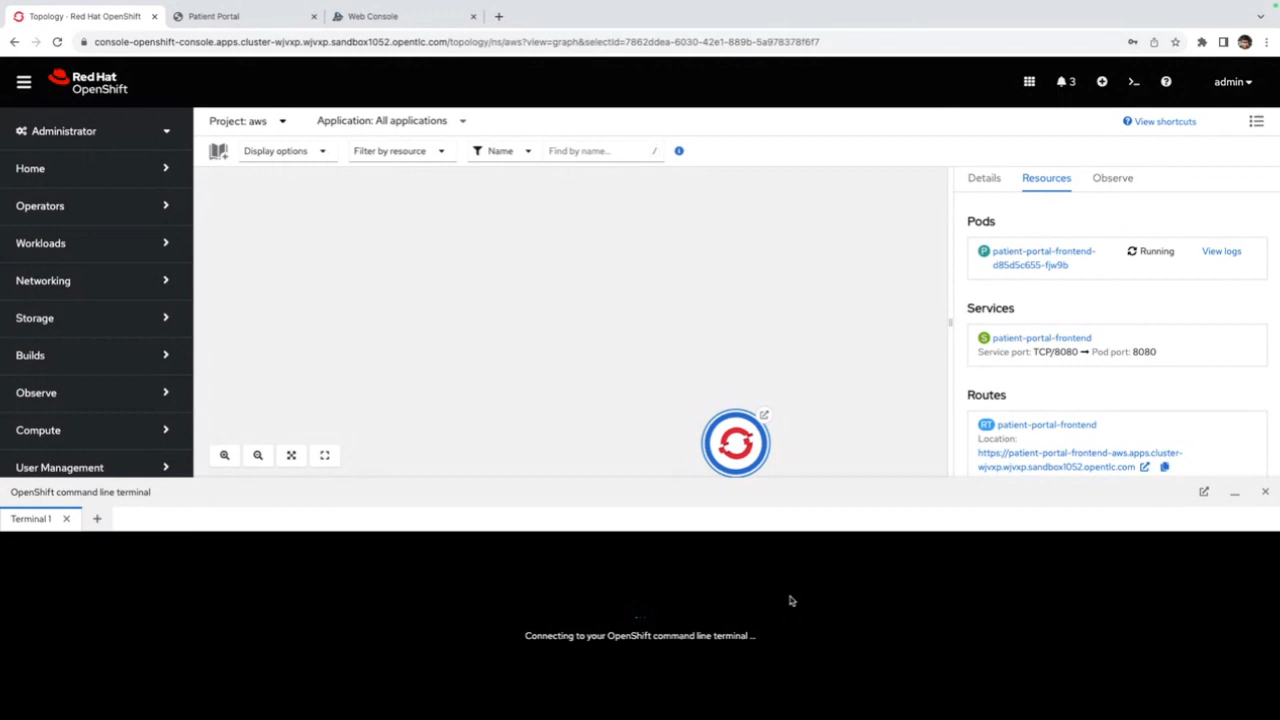 Topology - Red Hat OpenShift
Patient Portal
Web Console
console-openshift-console.apps.cluster-wjvxp.wjvxp.sandbox1052.opentlc.com/topology/ns/aws?view=graph&selectId=7862ddea-6030-42e1-889b-5a978378f6f7
Red Hat
OpenShift
3
admin
Administrator
Home
Operators
Workloads
Networking
Storage
Builds
Observe
Compute
User Management
Project: aws
Application: All applications
View shortcuts
Display options
Filter by resource
Name
Find by name...
/
Details
Resources
Observe
Pods
P
patient-portal-frontend-
d85d5c655-fjw9b
Running
View logs
Services
S
patient-portal-frontend
Service port: TCP/8080 ➡ Pod port: 8080
Routes
RT
patient-portal-frontend
Location:
https://patient-portal-frontend-aws.apps.cluster-
wjvxp.wjvxp.sandbox1052.opentlc.com
OpenShift command line terminal
Terminal 1
Connecting to your OpenShift command line terminal ...